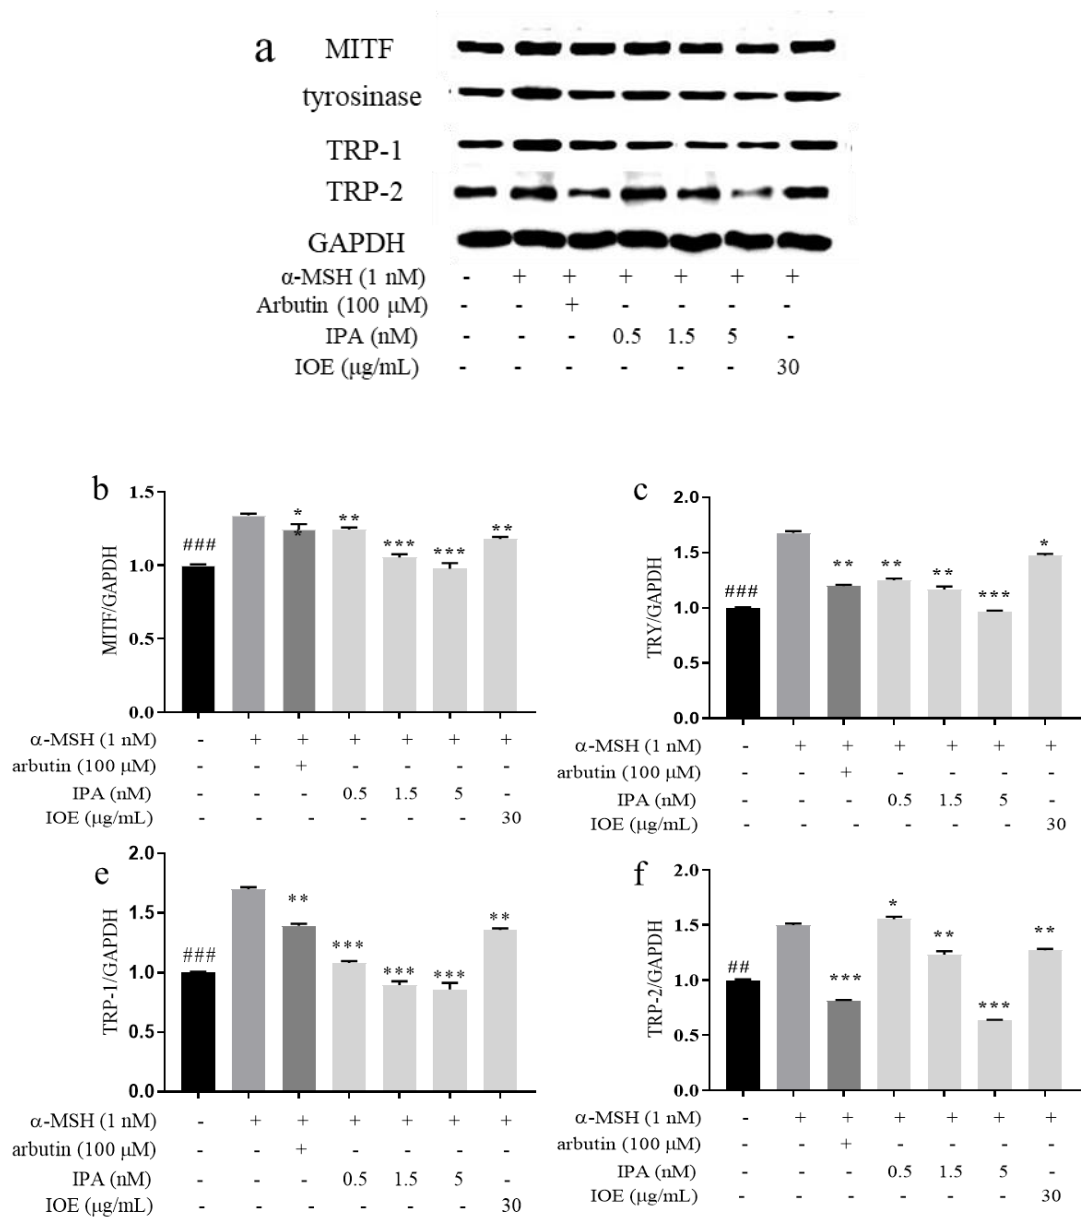 a
MITF
tyrosinase
TRP-1
TRP-2
GAPDH
α-MSH (1 nM) - + + + + + +
Arbutin (100 μM) - - + - - - -
IPA (nM) - - - 0.5 1.5 5 -
IOE (μg/mL) - - - - - - 30
b
MITF/GAPDH
1.5
1.0
0.5
0.0
### * * ** *** *** **
α-MSH (1 nM) - + + + + + +
arbutin (100 μM) - - + - - - -
IPA (nM) - - - 0.5 1.5 5 -
IOE (μg/mL) - - - - - - 30
c
TRY/GAPDH
2.0
1.5
1.0
0.5
0.0
### ** ** ** *** *
α-MSH (1 nM) - + + + + + +
arbutin (100 μM) - - + - - - -
IPA (nM) - - - 0.5 1.5 5 -
IOE (μg/mL) - - - - - - 30
e
TRP-1/GAPDH
2.0
1.5
1.0
0.5
0.0
### ** *** *** *** **
α-MSH (1 nM) - + + + + + +
arbutin (100 μM) - - + - - - -
IPA (nM) - - - 0.5 1.5 5 -
IOE (μg/mL) - - - - - - 30
f
TRP-2/GAPDH
2.0
1.5
1.0
0.5
0.0
## *** * ** *** **
α-MSH (1 nM) - + + + + + +
arbutin (100 μM) - - + - - - -
IPA (nM) - - - 0.5 1.5 5 -
IOE (μg/mL) - - - - - - 30